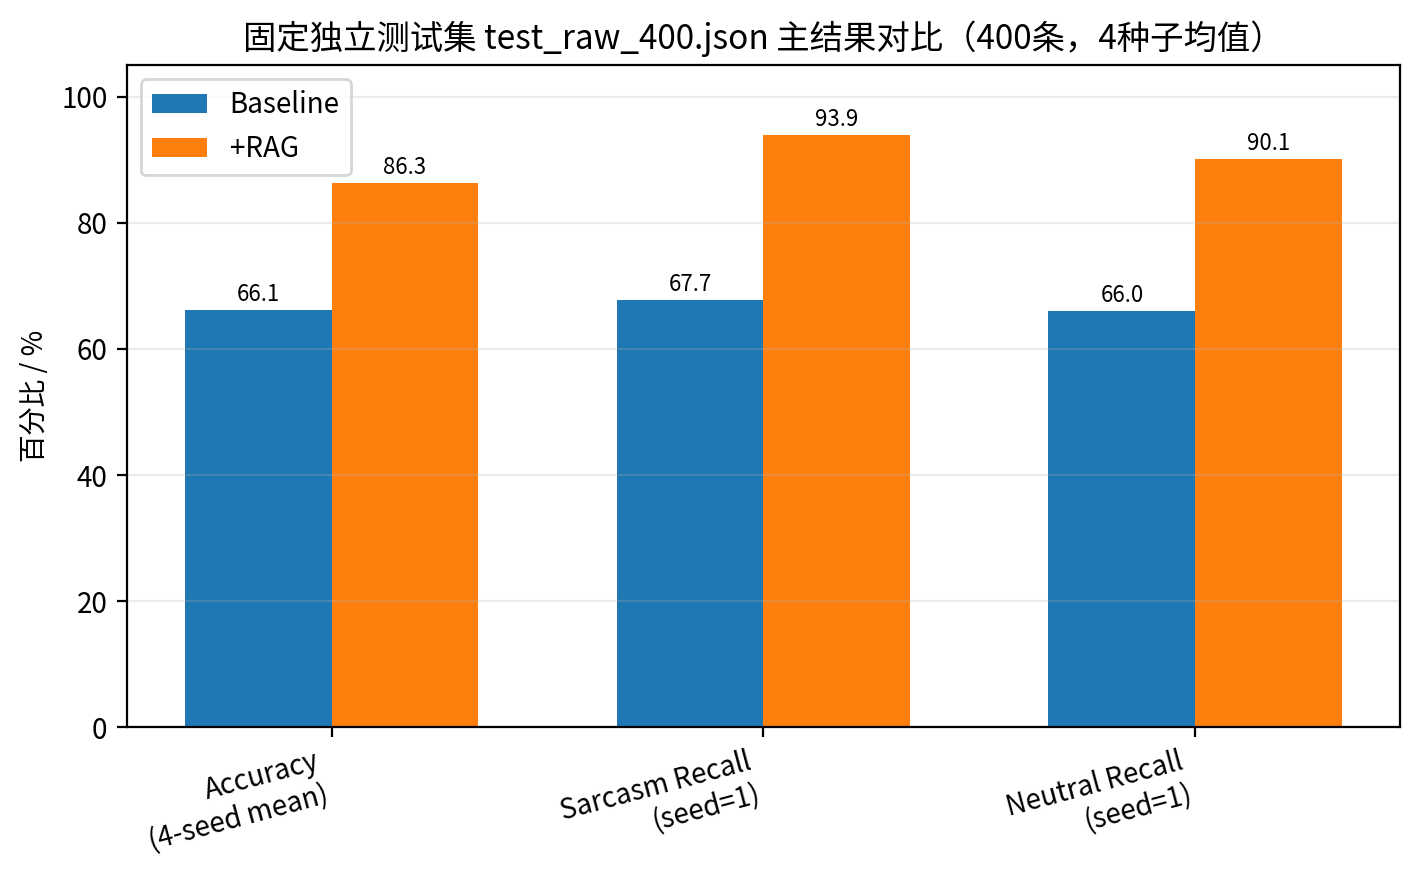 固定独立测试集 test_raw_400.json 主结果对比（400条，4种子均值）
Baseline
+RAG
百分比 / %
100
80
60
40
20
0
66.1
86.3
67.7
93.9
66.0
90.1
Accuracy
(4-seed mean)
Sarcasm Recall
(seed=1)
Neutral Recall
(seed=1)